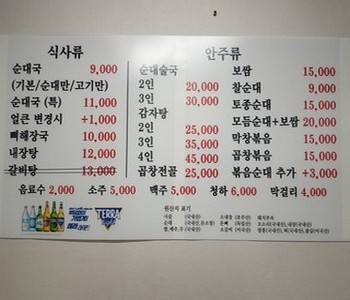 식사류
순대국 9,000
(기본/순대만/고기만)
순대국 (특) 11,000
얼큰 변경시 +1,000
뼈해장국 10,000
내장탕 12,000
갈비탕 13,000
안주류
순대술국
2인 20,000
3인 30,000
감자탕
2인 25,000
3인 35,000
4인 45,000
곱창전골 25,000
보쌈 15,000
찰순대 9,000
토종순대 15,000
모듬순대+보쌈 20,000
막창볶음 15,000
곱창볶음 15,000
볶음순대 추가 +3,000
음료수 2,000 소주 5,000 맥주 5,000 청하 6,000 막걸리 4,000
TERRA
원산지 표기